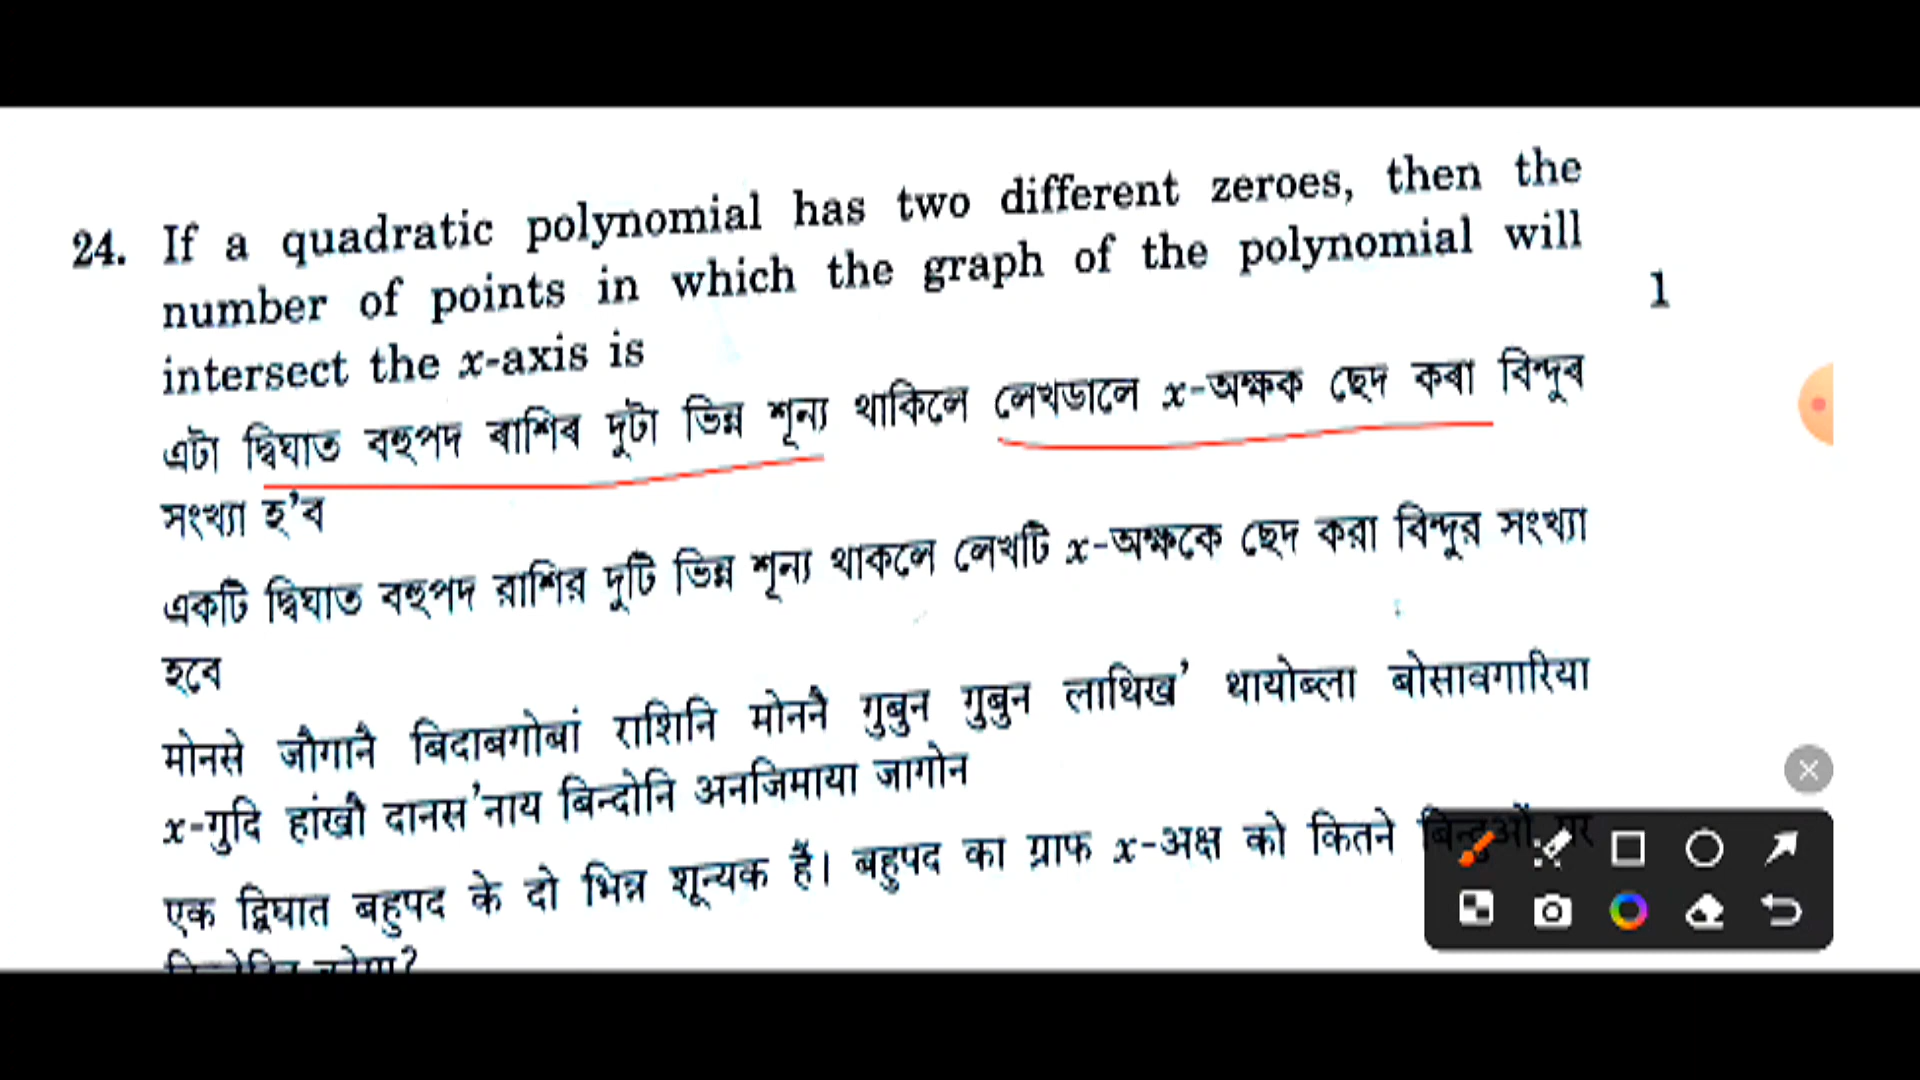 24. If a quadratic polynomial has two different zeroes, then the
number of points in which the graph of the polynomial will
intersect the x-axis is
1
এটা দ্বিঘাত বহুপদ ৰাশিৰ দুটা ভিন্ন শূন্য থাকিলে লেখডালে x-অক্ষক ছেদ কৰা বিন্দুৰ
সংখ্যা হ’ব
একটি দ্বিঘাত বহুপদ রাশির দুটি ভিন্ন শূন্য থাকলে লেখটি x-অক্ষকে ছেদ করা বিন্দুর সংখ্যা
হবে
मोनसे जौगानै बिदाबगोबां राशिनि मोननै गुबुन गुबुन लाथिख’ थायोब्ला बोसावगारिया
x-गुदि हांखौ दानस’नाय बिन्दोनि अनजिमाया जागोन
एक द्विघात बहुपद के दो भिन्न शून्यक हैं। बहुपद का ग्राफ x-अक्ष को कितने बिन्दुओं पर